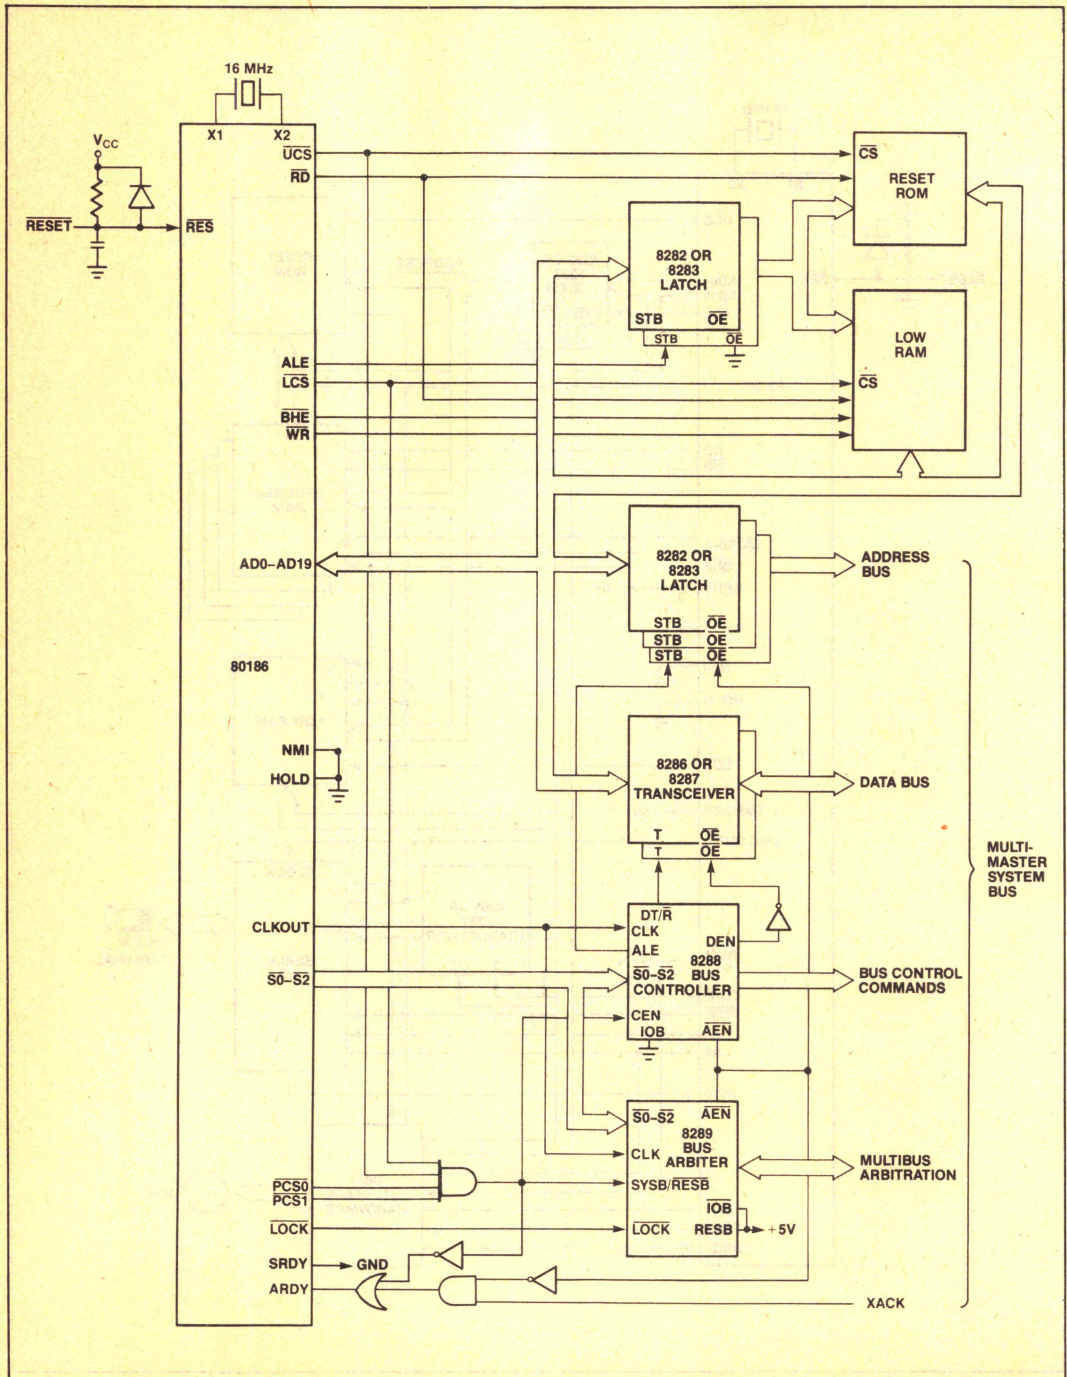 16 MHz
X1
X2
VCC
UCS
RD
RESET
RES
CS
RESET
ROM
8282 OR
8283
LATCH
STB
OE
STB
OE
LOW
RAM
ALE
LCS
CS
BHE
WR
AD0–AD19
8282 OR
8283
LATCH
ADDRESS
BUS
STB
OE
STB
OE
STB
OE
80186
NMI
HOLD
8286 OR
8287
TRANSCEIVER
DATA BUS
T
OE
T
OE
MULTI-
MASTER
SYSTEM
BUS
DT/R
CLKOUT
CLK
DEN
ALE
8288
BUS
CONTROLLER
S0–S2
S0–S2
BUS CONTROL
COMMANDS
CEN
IOB
AEN
S0–S2
AEN
8289
BUS
ARBITER
CLK
MULTIBUS
ARBITRATION
SYSB/RESB
PCS0
PCS1
IOB
LOCK
LOCK
RESB
+5V
SRDY
GND
ARDY
XACK